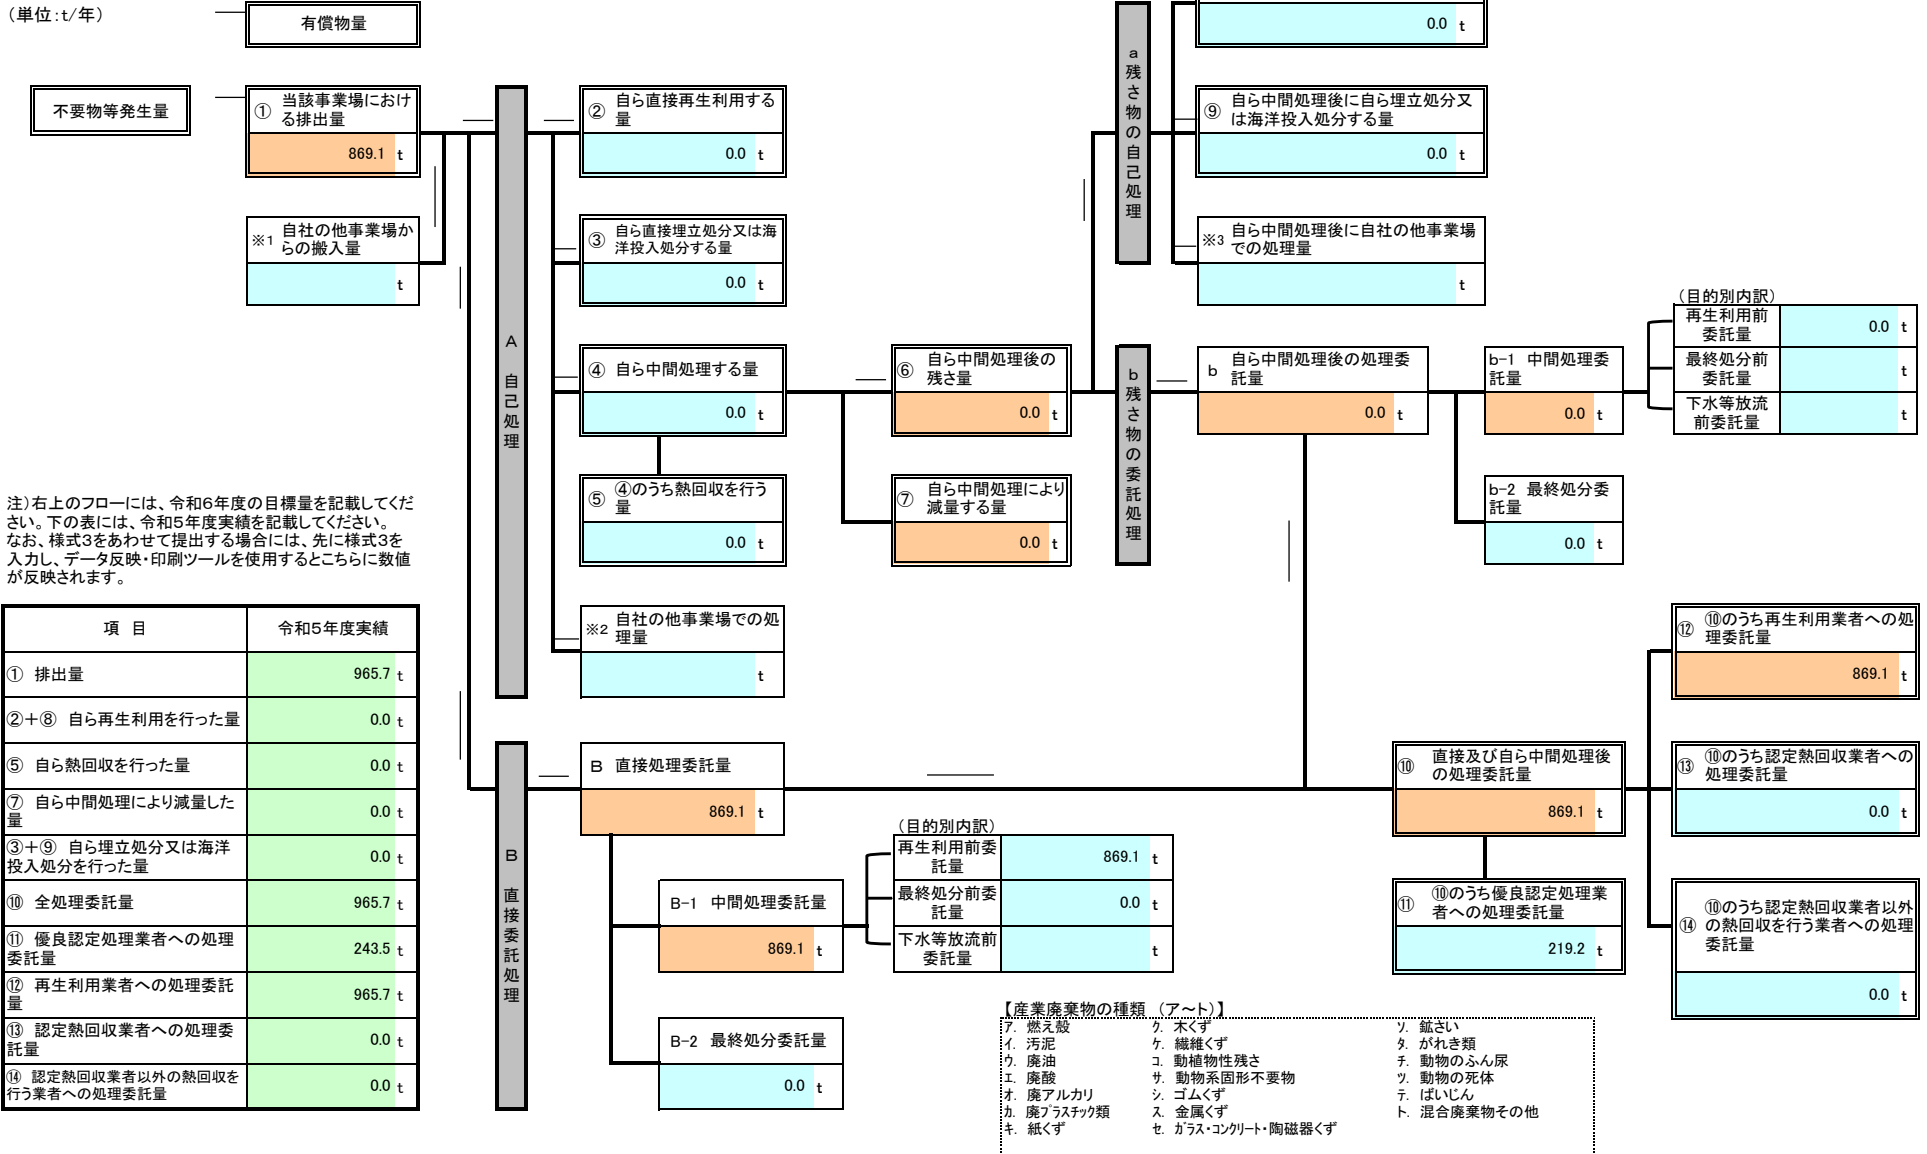 (単位:t/年)
有償物量
0.0 t
不要物等発生量
① 当該事業場におけ
る排出量
869.1 t
※1 自社の他事業場か
らの搬入量
t
A 自己処理
② 自ら直接再生利用する
量
0.0 t
③ 自ら直接埋立処分又は海
洋投入処分する量
0.0 t
④ 自ら中間処理する量
0.0 t
⑤ ④のうち熱回収を行う
量
0.0 t
※2 自社の他事業場での処
理量
t
⑥ 自ら中間処理後の
残さ量
0.0 t
⑦ 自ら中間処理により
減量する量
0.0 t
a 残さ物の自己処理
⑨ 自ら中間処理後に自ら埋立処分又
は海洋投入処分する量
0.0 t
※3 自ら中間処理後に自社の他事業場
での処理量
t
b 残さ物の委託処理
b 自ら中間処理後の処理委
託量
0.0 t
b-1 中間処理委
託量
0.0 t
b-2 最終処分委
託量
0.0 t
(目的別内訳)
再生利用前
委託量
0.0 t
最終処分前
委託量
t
下水等放流
前委託量
t
注)右上のフローには、令和6年度の目標量を記載してくだ
さい。下の表には、令和5年度実績を記載してください。
なお、様式3をあわせて提出する場合には、先に様式3を
入力し、データ反映・印刷ツールを使用するとこちらに数値
が反映されます。
項 目 令和5年度実績
① 排出量 965.7 t
②+⑧ 自ら再生利用を行った量 0.0 t
⑤ 自ら熱回収を行った量 0.0 t
⑦ 自ら中間処理により減量した
量 0.0 t
③+⑨ 自ら埋立処分又は海洋
投入処分を行った量 0.0 t
⑩ 全処理委託量 965.7 t
⑪ 優良認定処理業者への処理
委託量 243.5 t
⑫ 再生利用業者への処理委託
量 965.7 t
⑬ 認定熱回収業者への処理委
託量 0.0 t
⑭ 認定熱回収業者以外の熱回収を
行う業者への処理委託量 0.0 t
B 直接委託処理
B 直接処理委託量
869.1 t
B-1 中間処理委託量
869.1 t
B-2 最終処分委託量
0.0 t
(目的別内訳)
再生利用前委
託量
869.1 t
最終処分前委
託量
0.0 t
下水等放流前
委託量
t
⑩ 直接及び自ら中間処理後
の処理委託量
869.1 t
⑪ ⑩のうち優良認定処理業
者への処理委託量
219.2 t
⑫ ⑩のうち再生利用業者への処
理委託量
869.1 t
⑬ ⑩のうち認定熱回収業者への
処理委託量
0.0 t
⑭ ⑩のうち認定熱回収業者以外
の熱回収を行う業者への処理
委託量
0.0 t
【産業廃棄物の種類 (ア~ト)】
ア. 燃え殻
イ. 汚泥
ウ. 廃油
エ. 廃酸
オ. 廃アルカリ
カ. 廃プラスチック類
キ. 紙くず
ク. 木くず
ケ. 繊維くず
コ. 動植物性残さ
サ. 動物系固形不要物
シ. ゴムくず
ス. 金属くず
セ. ガラス・コンクリート・陶磁器くず
ソ. 鉱さい
タ. がれき類
チ. 動物のふん尿
ツ. 動物の死体
テ. ばいじん
ト. 混合廃棄物その他